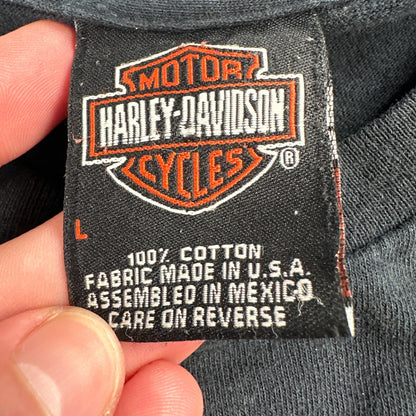 MOTOR
HARLEY-DAVIDSON
CYCLES
®
L
100% COTTON
FABRIC MADE IN U.S.A.
ASSEMBLED IN MEXICO
CARE ON REVERSE